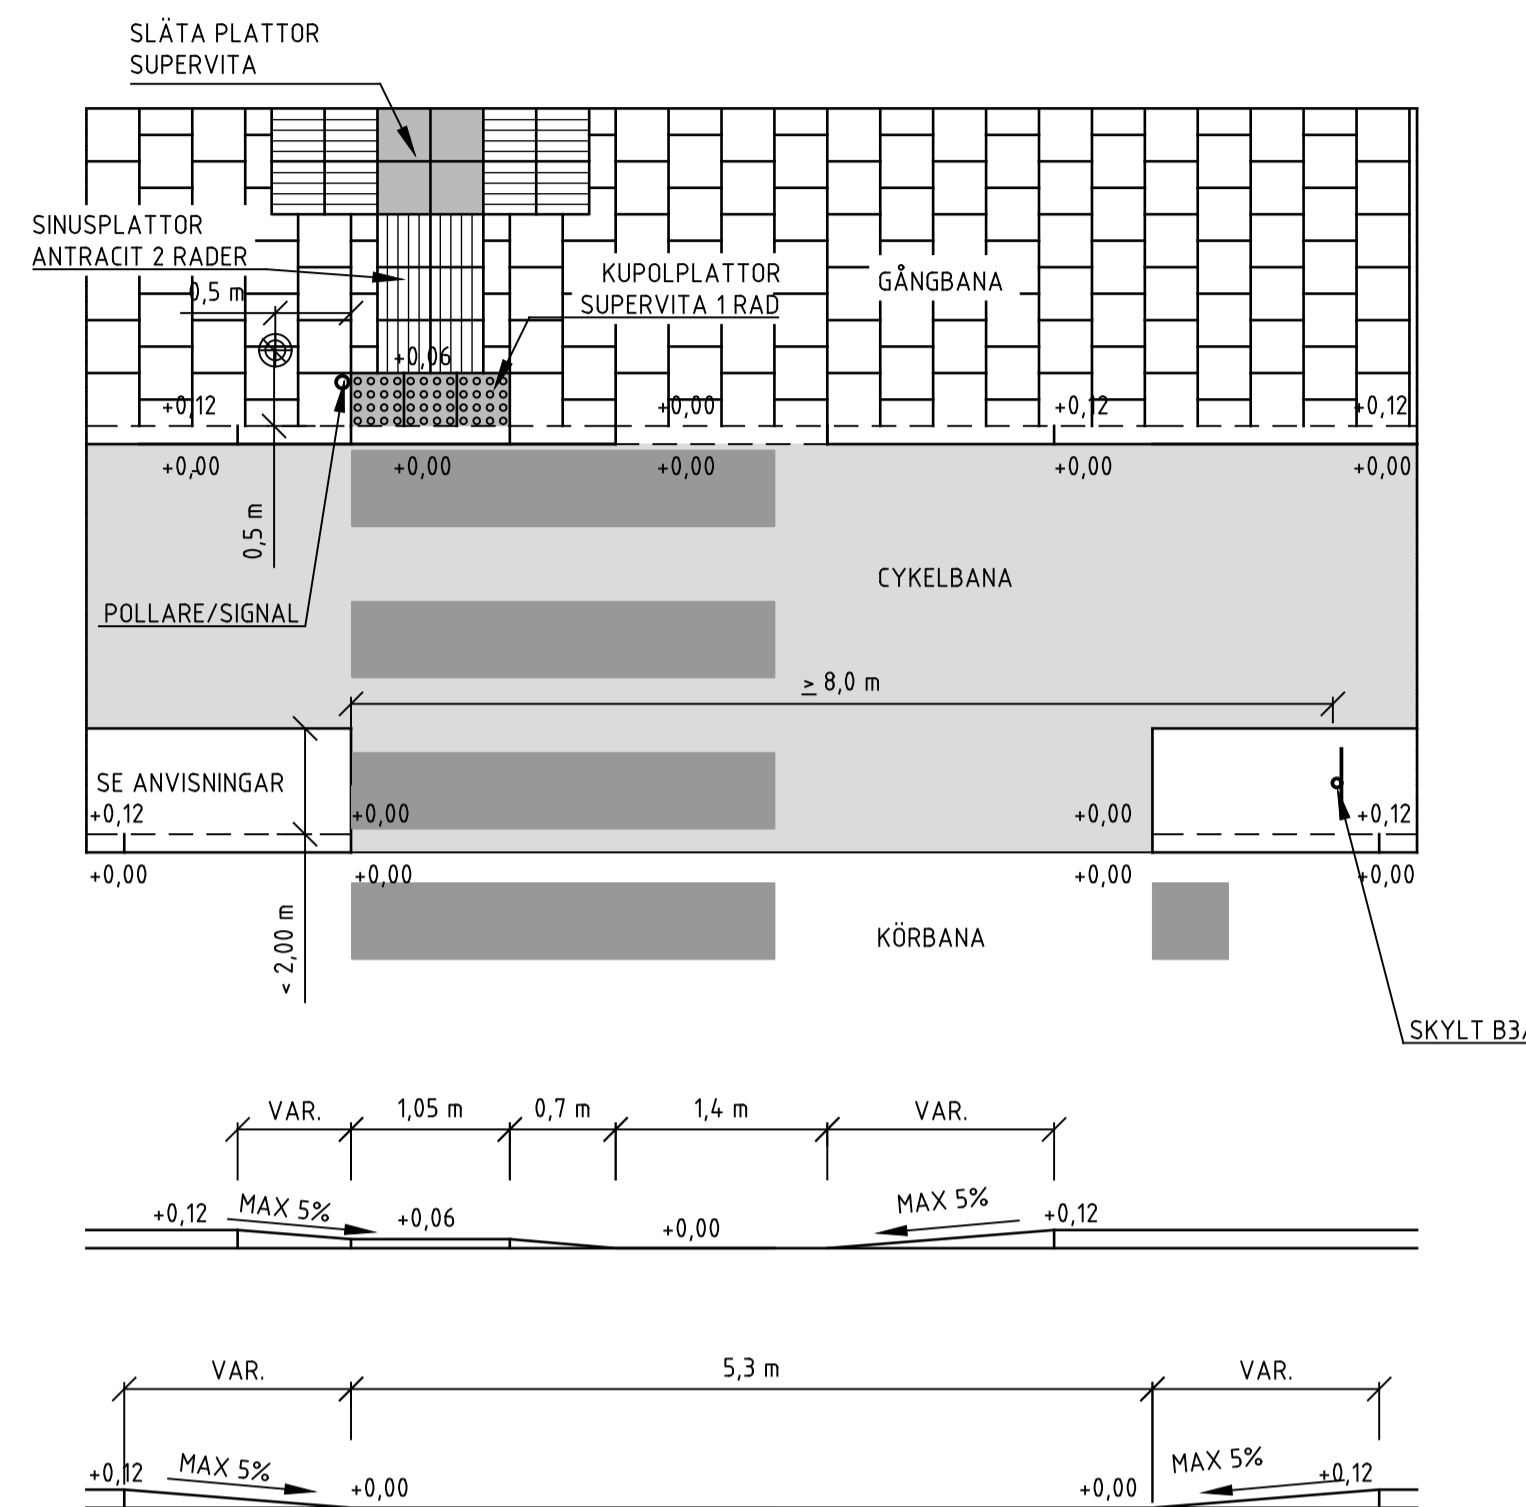 SLÄTA PLATTOR
SUPERVITA
SINUSPLATTOR
ANTRACIT 2 RADER
KUPOLPLATTOR
SUPERVITA 1 RAD
GÅNGBANA
0,5 m
+0,06
+0,12
+0,00
+0,12
+0,12
+0,00
+0,00
+0,00
+0,00
+0,00
0,5 m
CYKELBANA
POLLARE/SIGNAL
≥ 8,0 m
SE ANVISNINGAR
+0,12
+0,00
+0,00
+0,12
+0,00
+0,00
+0,00
+0,00
< 2,00 m
KÖRBANA
SKYLT B3/
VAR.
1,05 m
0,7 m
1,4 m
VAR.
+0,12
MAX 5%
+0,06
+0,00
MAX 5%
+0,12
VAR.
5,3 m
VAR.
+0,12
MAX 5%
+0,00
+0,00
MAX 5%
+0,12